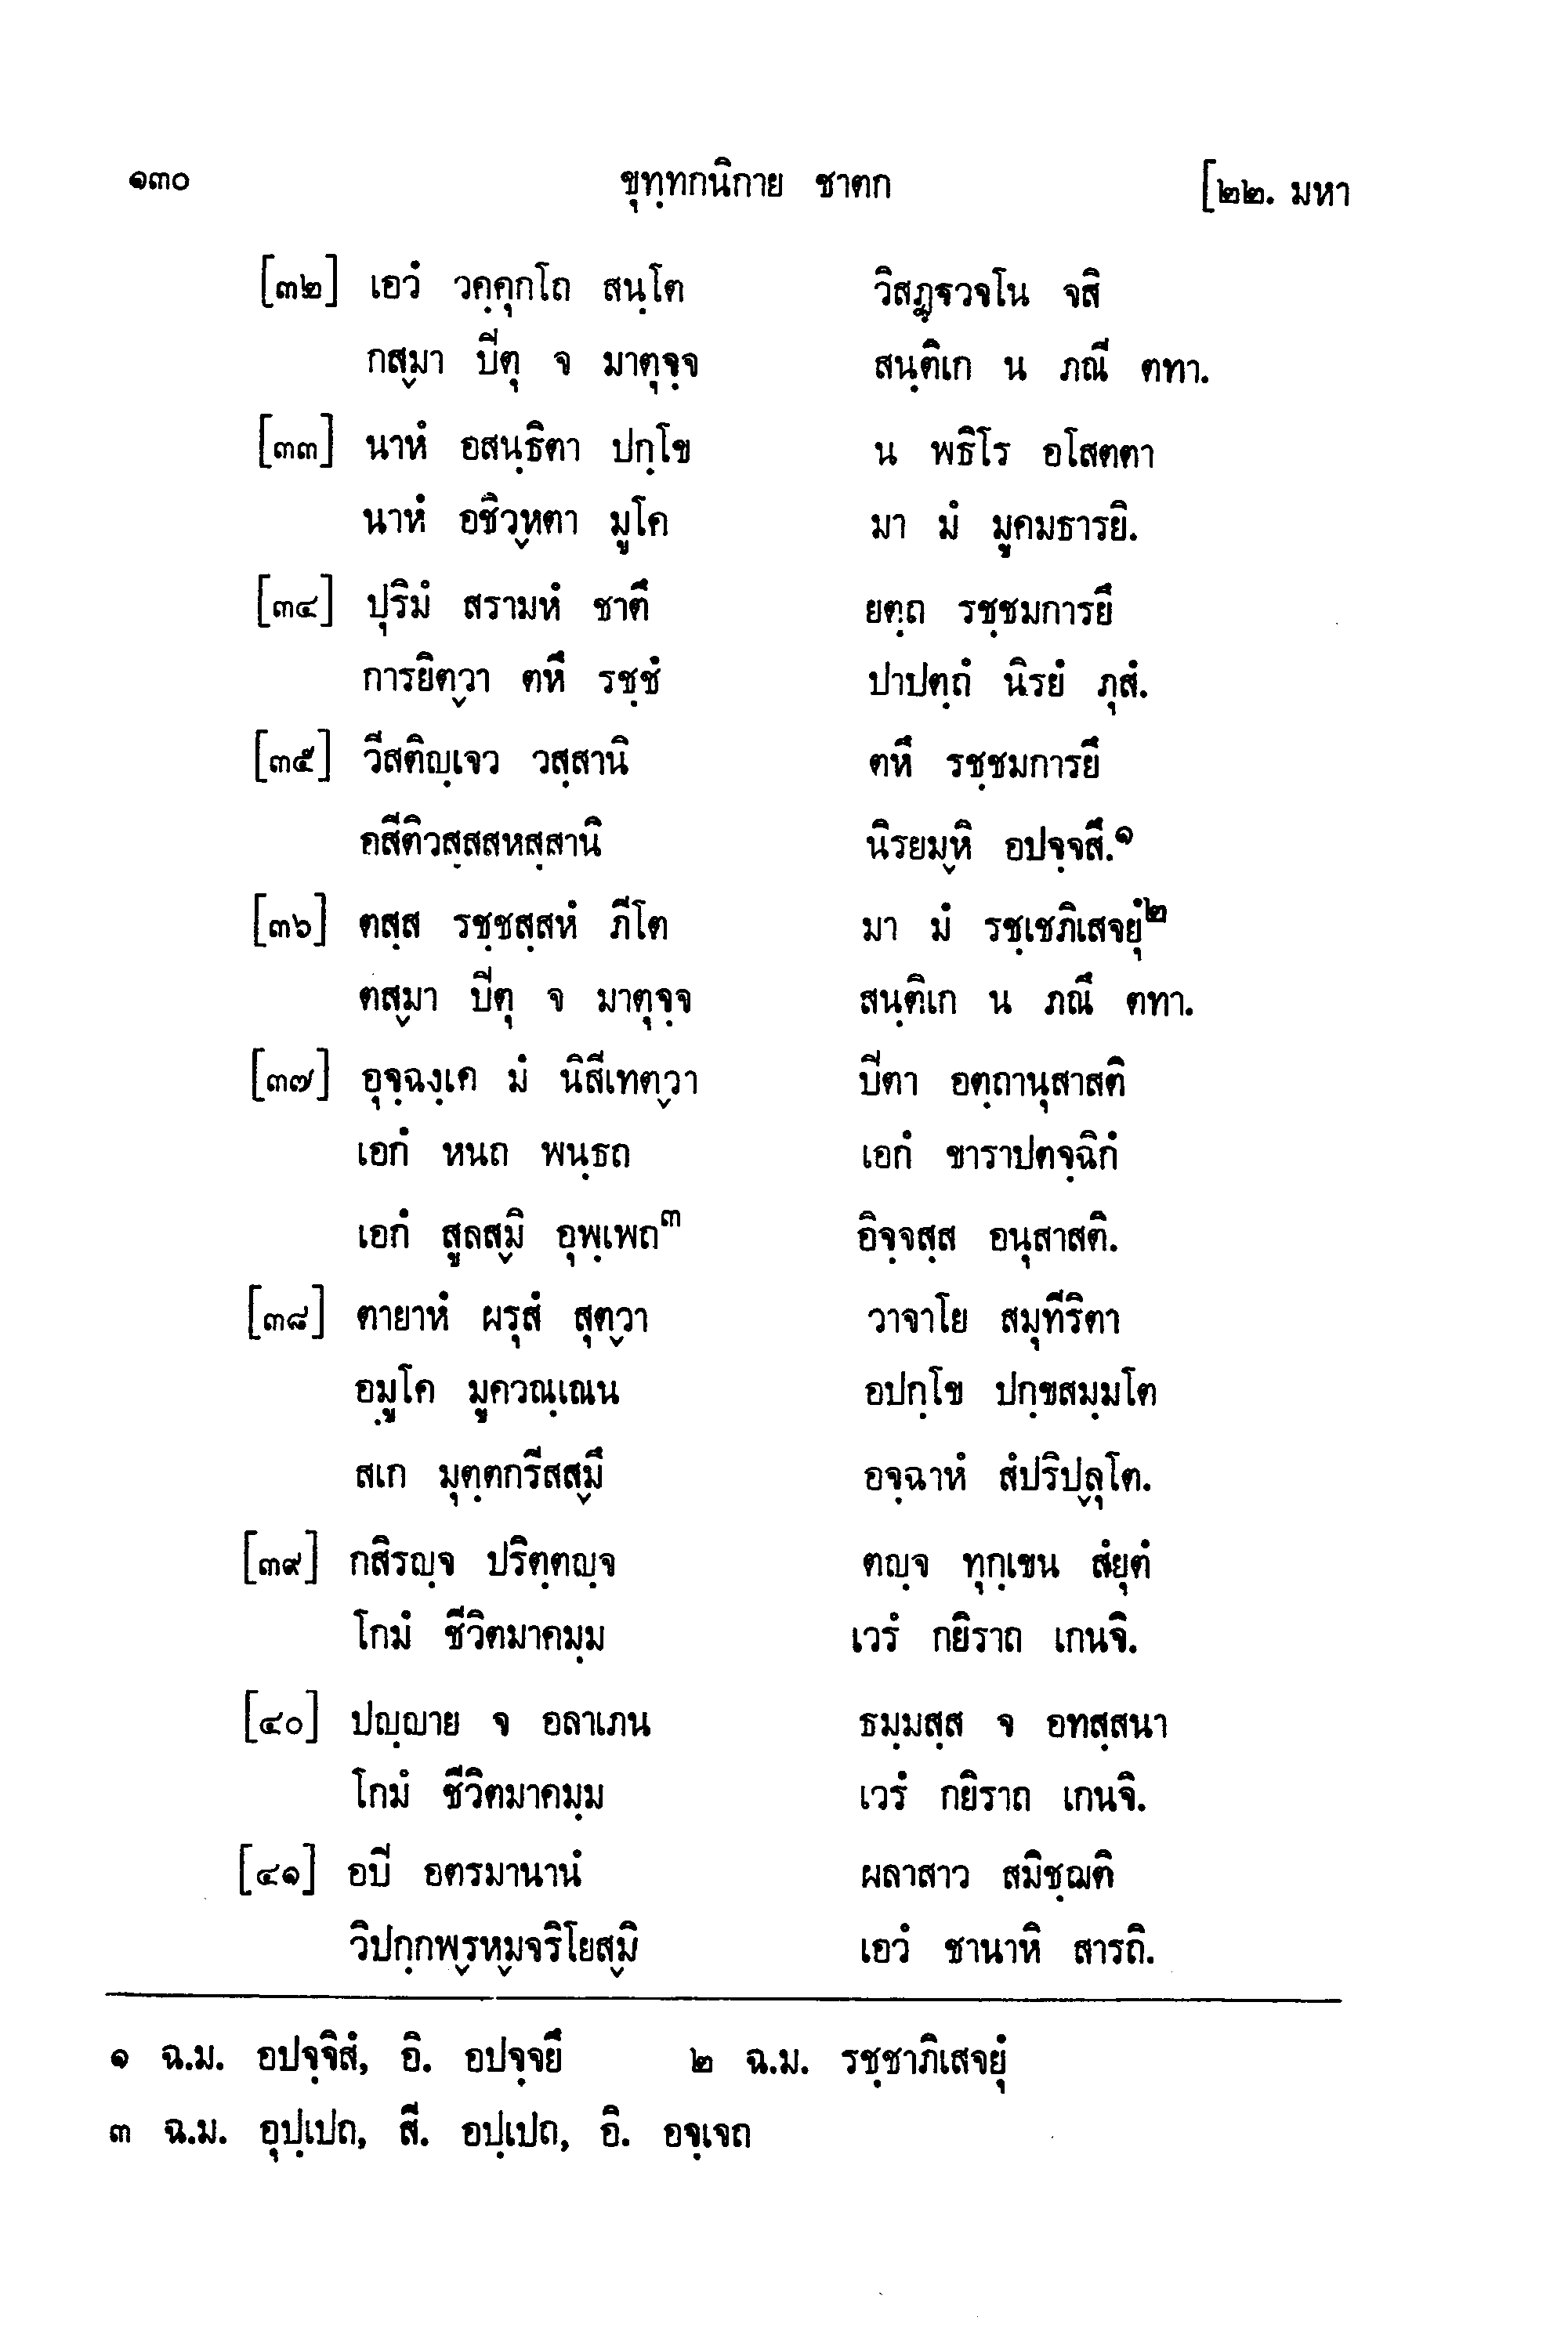 ๑๓๐ ขุทฺทกนิกาย ชาตก [๒๒. มหา
[๓๒] เอวํ วคฺคุกโถ สนฺโต วิสฏฺฐวจโน จสิ
กสฺมา ปิตุ จ มาตุจฺจ สนฺติเก น ภณี ตทา.
[๓๓] นาหํ อสนฺธิตา ปกฺโข น พธิโร อโสตตา
นาหํ อชิวฺหตา มูโค มา มํ มูคมธารยิ.
[๓๔] ปุริมํ สรามหํ ชาตึ ยตฺถ รชฺชมการยึ
การยิตฺวา ตหึ รชฺชํ ปาปตฺถํ นิรยํ ภุสํ.
[๓๕] วีสติญฺเจว วสฺสานิ ตหึ รชฺชมการยึ
อสีติวสฺสสหสฺสานิ นิรยมฺหิ อปจฺจสึ.๑
[๓๖] ตสฺส รชฺชสฺสหํ ภีโต มา มํ รชฺเชภิเสจยุํ๒
ตสฺมา ปิตุ จ มาตุจฺจ สนฺติเก น ภณึ ตทา.
[๓๗] อุจฺฉงฺเค มํ นิสีเทตฺวา ปิตา อตฺถานุสาสติ
เอกํ หนถ พนฺธถ เอกํ ขาราปตจฺฉิกํ
เอกํ สูลสฺมิ อุพฺเพถ๓ อิจฺจสฺส อนุสาสติ.
[๓๘] ตายาหํ ผรุสํ สุตฺวา วาจาโย สมุทีริตา
อมูโค มูควณฺเณน อปกฺโข ปกฺขสมฺมโต
สเก มุตฺตกรีสสฺมึ อจฺฉาหํ สํปริปฺลุโต.
[๓๙] กสิรญฺจ ปริตฺตญฺจ ตญฺจ ทุกฺเขน สํยุตํ
โกมํ ชีวิตมาคมฺม เวรํ กยิราถ เกนจิ.
[๔๐] ปญฺญาย จ อลาเภน ธมฺมสฺส จ อทสฺสนา
โกมํ ชีวิตมาคมฺม เวรํ กยิราถ เกนจิ.
[๔๑] อปิ อตรมานานํ ผลาสาว สมิชฺฌติ
วิปกฺกพฺรหฺมจริโยสฺมิ เอวํ ชานาหิ สารถิ.
๑ ฉ.ม. อปจฺจิสํ, อิ. อปจฺจยึ ๒ ฉ.ม. รชฺชาภิเสจยุํ
๓ ฉ.ม. อุปฺเปถ, สี. อปฺเปถ, อิ. อจฺเจถ